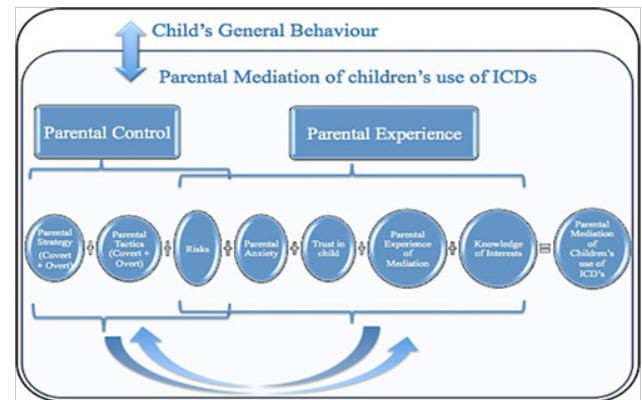 Child's General Behaviour
Parental Mediation of children's use of ICDs
Parental Control
Parental Experience
Parental
Strategy
(Covert
+ Overt)
+
Parental
Tactics
(Covert +
Overt)
+
Risks
+
Parental
Anxiety
+
Trust in
child
+
Parental
Experience
of
Mediation
+
Knowledge
of Interests
=
Parental
Mediation
of
Children's
use of
ICD's